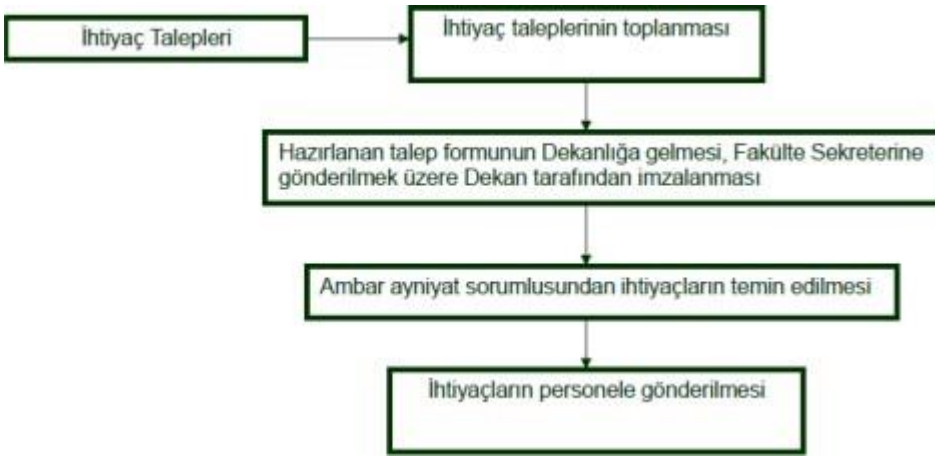 İhtiyaç Talepleri
İhtiyaç taleplerinin toplanması
Hazırlanan talep formunun Dekanlığa gelmesi, Fakülte Sekreterine
gönderilmek üzere Dekan tarafından imzalanması
Ambar ayniyat sorumlusundan ihtiyaçların temin edilmesi
İhtiyaçların personele gönderilmesi